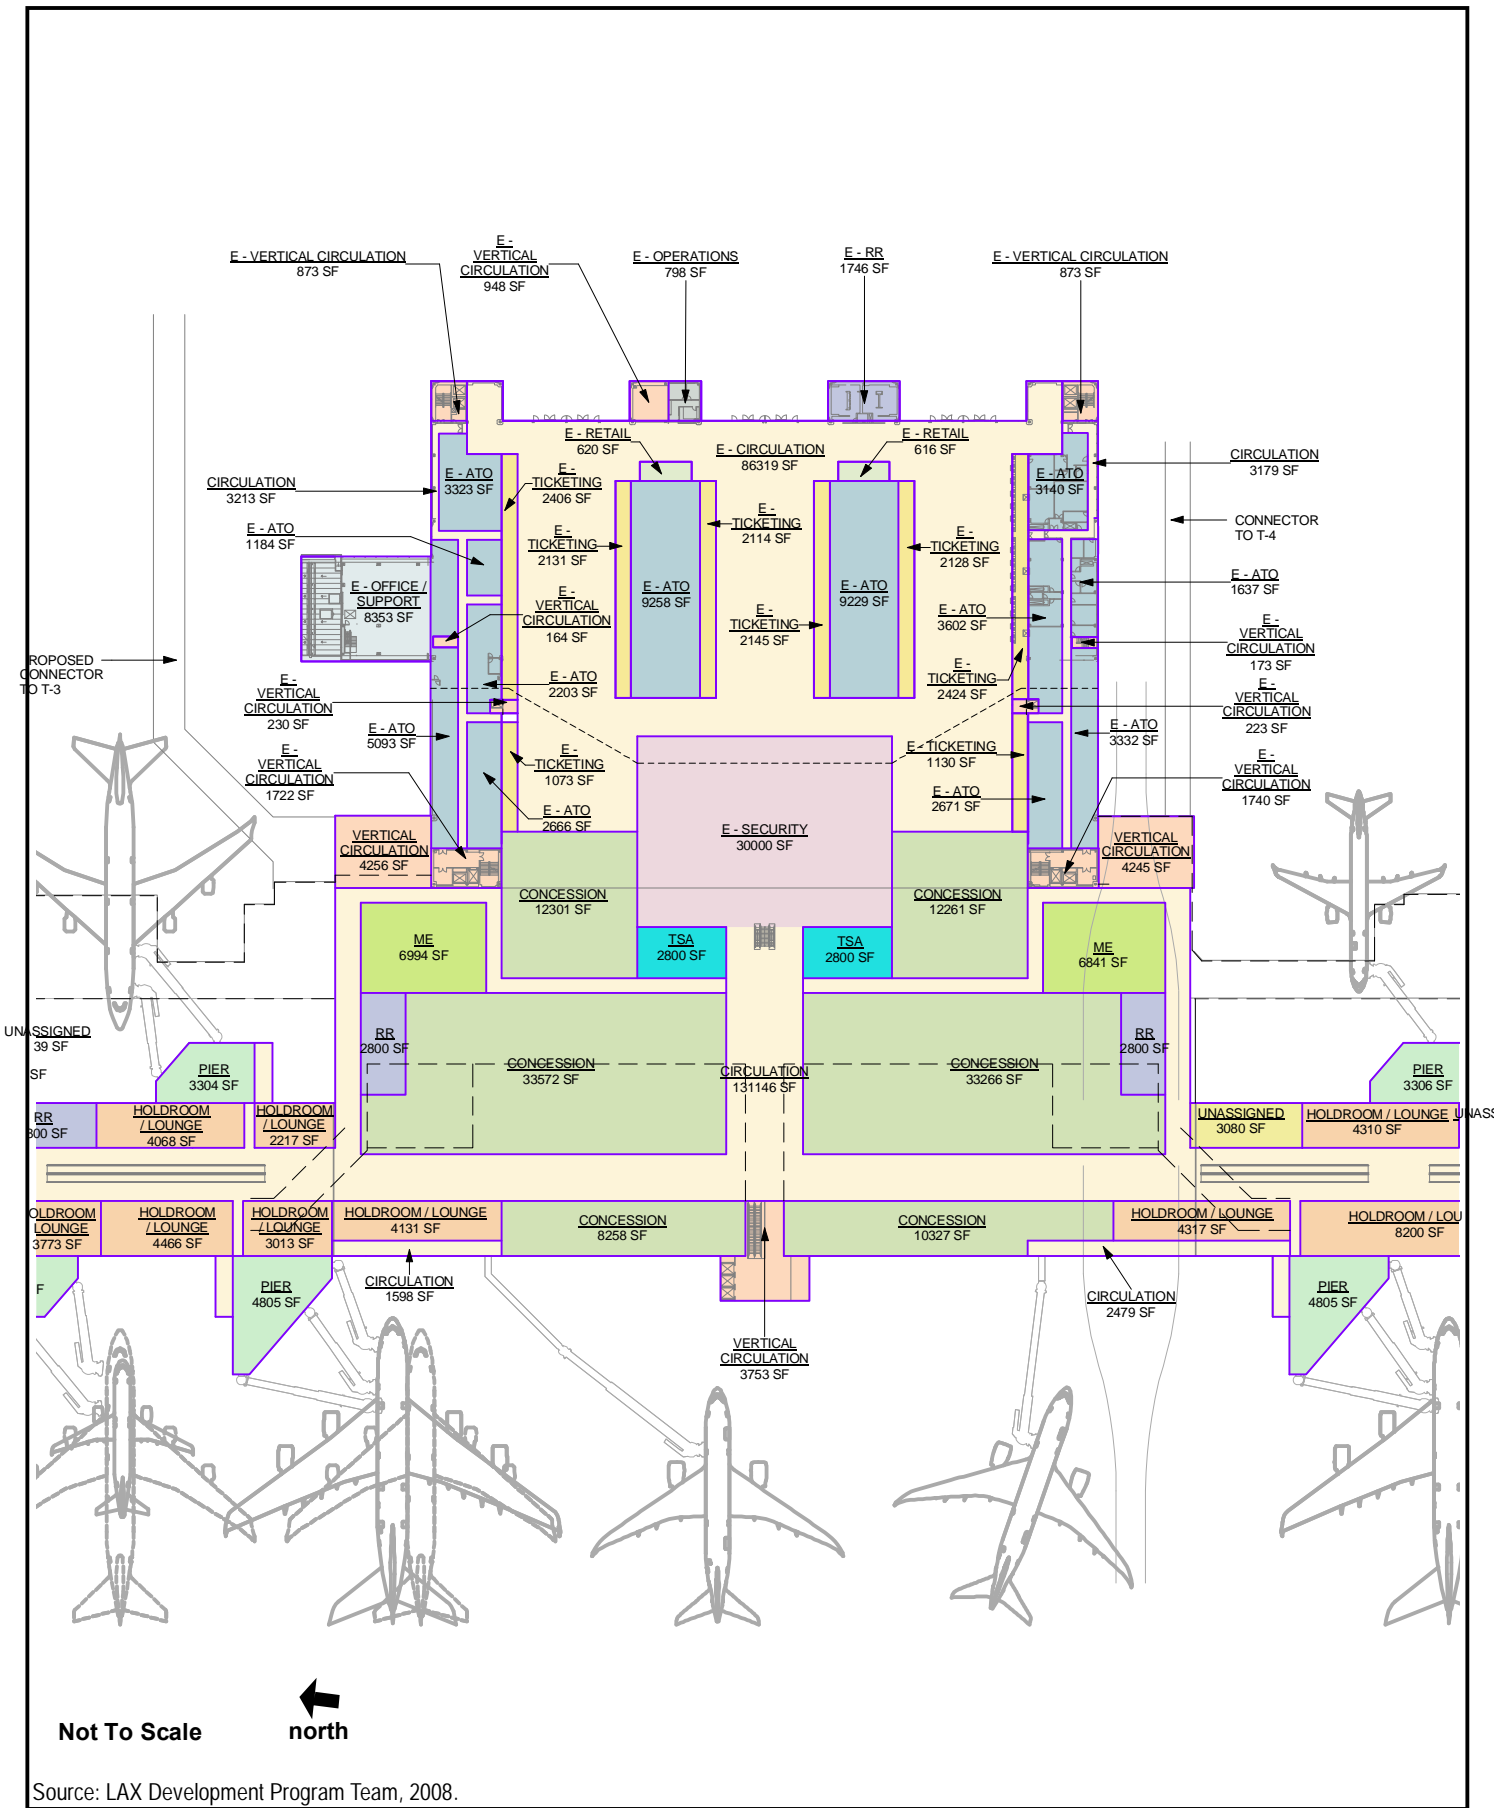 E - VERTICAL CIRCULATION
873 SF
E -
VERTICAL
CIRCULATION
948 SF
E - OPERATIONS
798 SF
E - RR
1746 SF
E - VERTICAL CIRCULATION
873 SF
E - RETAIL
620 SF
E - CIRCULATION
86319 SF
E - RETAIL
616 SF
CIRCULATION
3213 SF
E - ATO
3323 SF
E -
TICKETING
2406 SF
E - ATO
3140 SF
CIRCULATION
3179 SF
E - ATO
1184 SF
E -
TICKETING
2131 SF
E -
TICKETING
2114 SF
E -
TICKETING
2128 SF
CONNECTOR
TO T-4
E - OFFICE /
SUPPORT
8353 SF
E -
VERTICAL
CIRCULATION
164 SF
E - ATO
9258 SF
E -
TICKETING
2145 SF
E - ATO
9229 SF
E - ATO
3602 SF
E - ATO
1637 SF
E -
VERTICAL
CIRCULATION
173 SF
ROPOSED
CONNECTOR
TO T-3
E -
VERTICAL
CIRCULATION
230 SF
E - ATO
2203 SF
E -
TICKETING
2424 SF
E -
VERTICAL
CIRCULATION
223 SF
E - ATO
5093 SF
E -
TICKETING
1073 SF
E - TICKETING
1130 SF
E - ATO
3332 SF
E -
VERTICAL
CIRCULATION
1722 SF
E - ATO
2666 SF
E - ATO
2671 SF
E -
VERTICAL
CIRCULATION
1740 SF
VERTICAL
CIRCULATION
4256 SF
E - SECURITY
30000 SF
VERTICAL
CIRCULATION
4245 SF
CONCESSION
12301 SF
CONCESSION
12261 SF
ME
6994 SF
TSA
2800 SF
TSA
2800 SF
ME
6841 SF
UNASSIGNED
39 SF
SF
RR
2800 SF
CONCESSION
33572 SF
CIRCULATION
131146 SF
CONCESSION
33266 SF
RR
2800 SF
PIER
3304 SF
PIER
3306 SF
RR
300 SF
HOLDROOM
/ LOUNGE
4068 SF
HOLDROOM
/ LOUNGE
2217 SF
UNASSIGNED
3080 SF
HOLDROOM / LOUNGE
4310 SF
UNASS
OLDROOM
LOUNGE
3773 SF
HOLDROOM
/ LOUNGE
4466 SF
HOLDROOM
/ LOUNGE
3013 SF
HOLDROOM / LOUNGE
4131 SF
CONCESSION
8258 SF
CONCESSION
10327 SF
HOLDROOM / LOUNGE
4317 SF
HOLDROOM / LOU
8200 SF
F
PIER
4805 SF
CIRCULATION
1598 SF
CIRCULATION
2479 SF
PIER
4805 SF
VERTICAL
CIRCULATION
3753 SF
Not To Scale
north
Source: LAX Development Program Team, 2008.